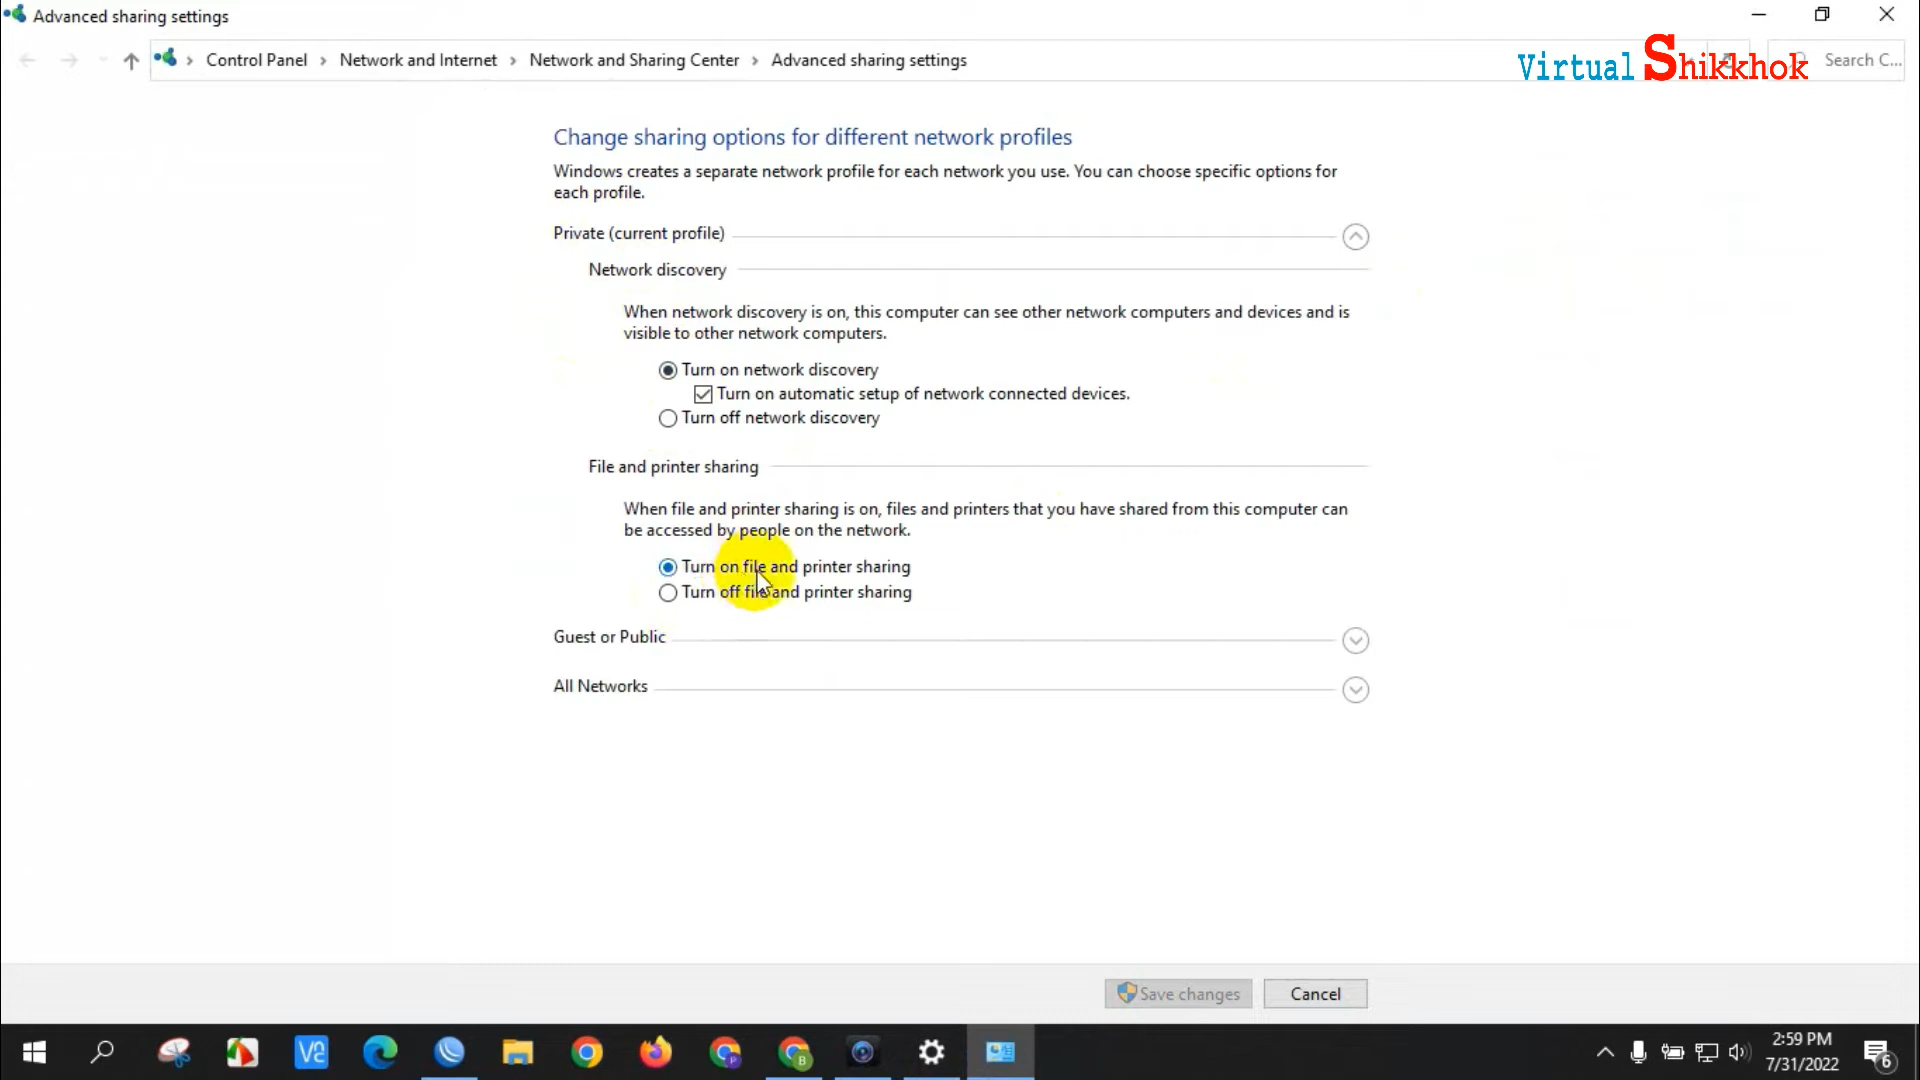 Advanced sharing settings
Control Panel > Network and Internet > Network and Sharing Center > Advanced sharing settings
Search C...
Virtual Shikkhok
Change sharing options for different network profiles
Windows creates a separate network profile for each network you use. You can choose specific options for
each profile.
Private (current profile)
Network discovery
When network discovery is on, this computer can see other network computers and devices and is
visible to other network computers.
Turn on network discovery
Turn on automatic setup of network connected devices.
Turn off network discovery
File and printer sharing
When file and printer sharing is on, files and printers that you have shared from this computer can
be accessed by people on the network.
Turn on file and printer sharing
Turn off file and printer sharing
Guest or Public
All Networks
Save changes
Cancel
2:59 PM
7/31/2022
6